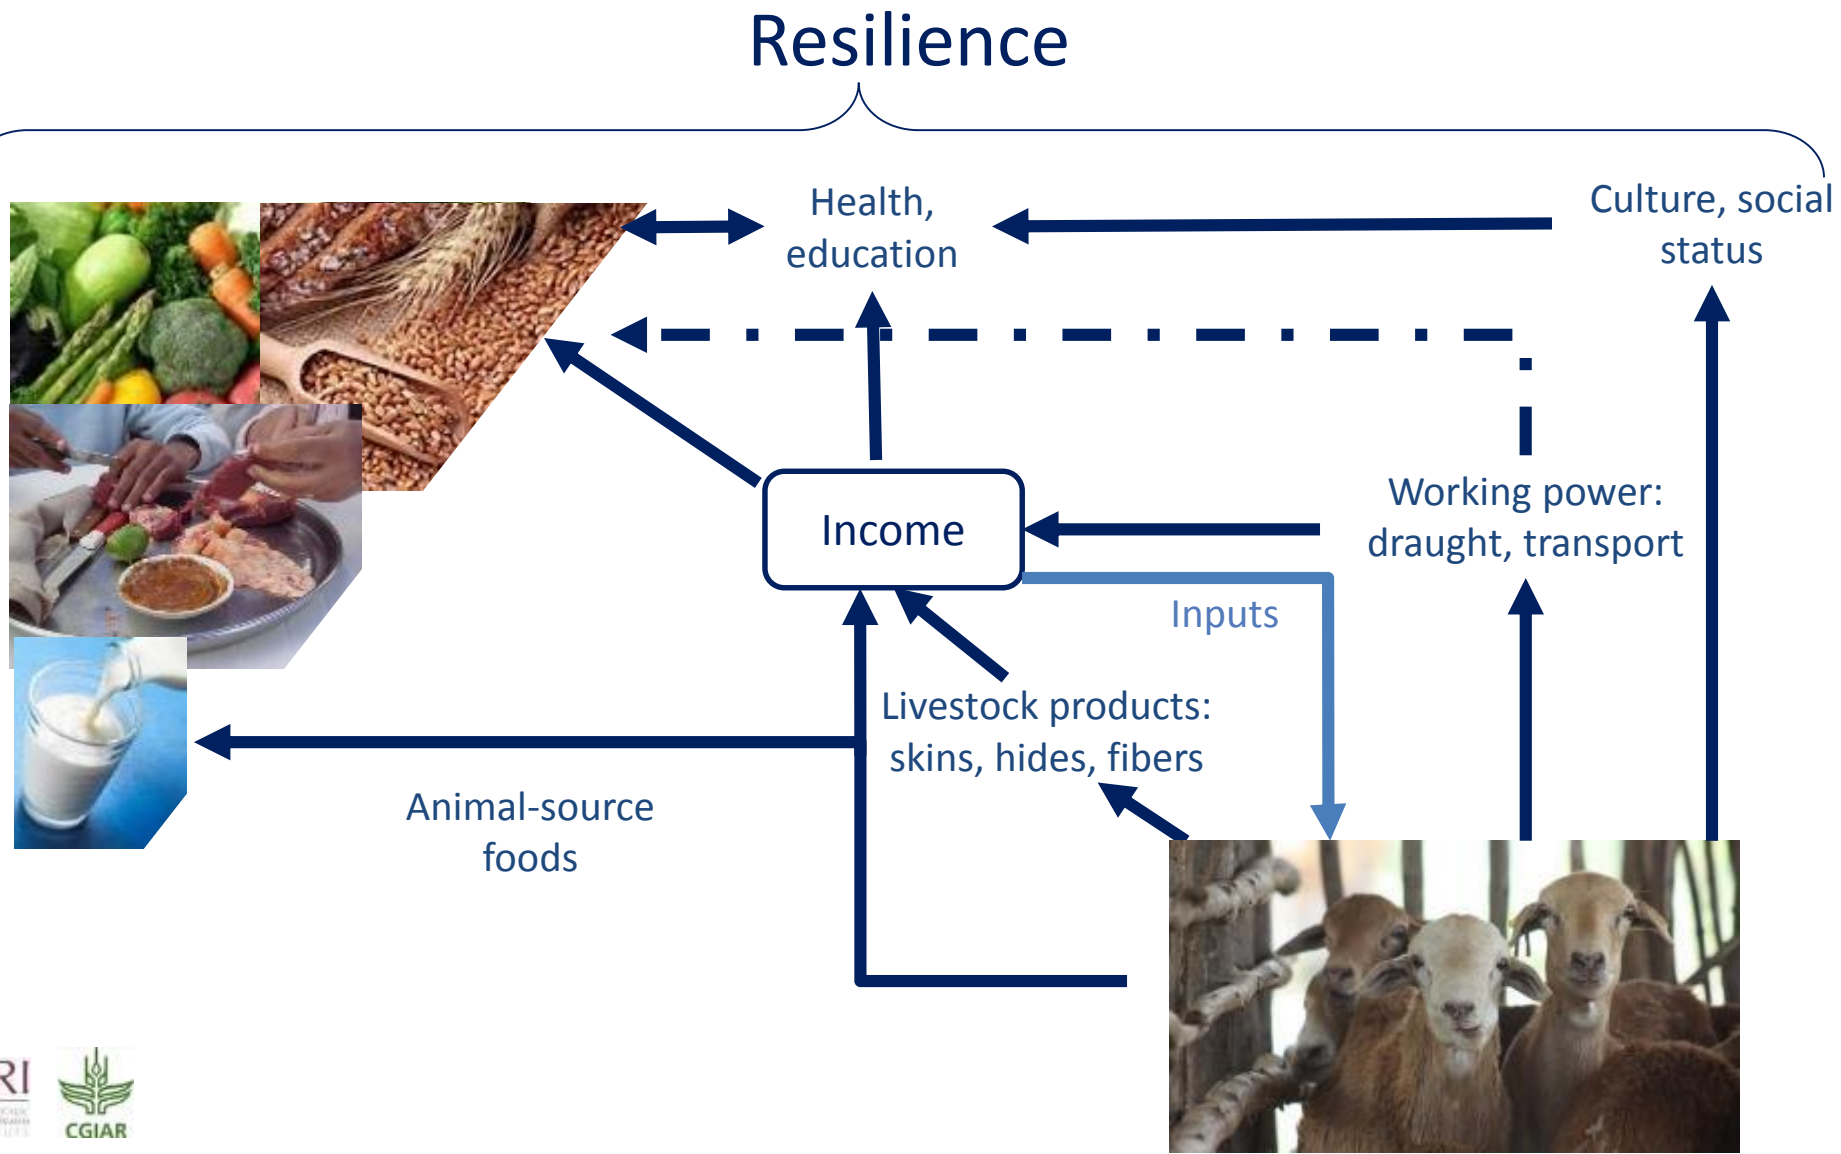 Resilience
Health,
education
Culture, social
status
Income
Working power:
draught, transport
Inputs
Livestock products:
skins, hides, fibers
Animal-source
foods
RI
CGIAR